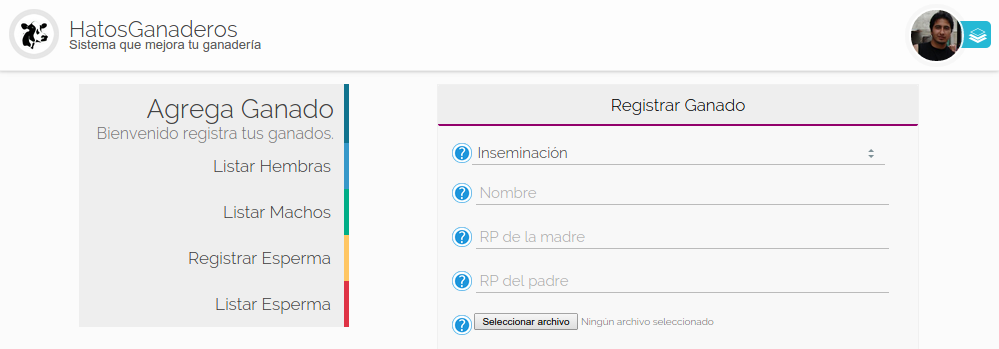 HatosGanaderos
Sistema que mejora tu ganadería
Agrega Ganado
Bienvenido registra tus ganados.
Listar Hembras
Listar Machos
Registrar Esperma
Listar Esperma
Registrar Ganado
? Inseminación
? Nombre
? RP de la madre
? RP del padre
? Seleccionar archivo Ningún archivo seleccionado